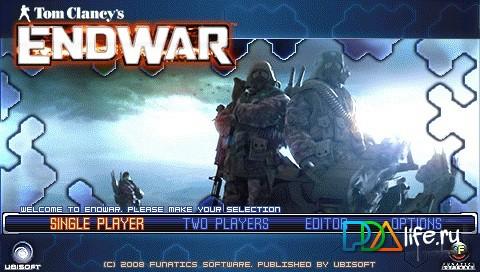 Tom Clancy's
ENDWAR
WELCOME TO ENDWAR. PLEASE MAKE YOUR SELECTION
SINGLE PLAYER TWO PLAYERS EDITOR OPTIONS
PDAlife.ru
UBISOFT
FUNATICS
(C) 2008 FUNATICS SOFTWARE. PUBLISHED BY UBISOFT